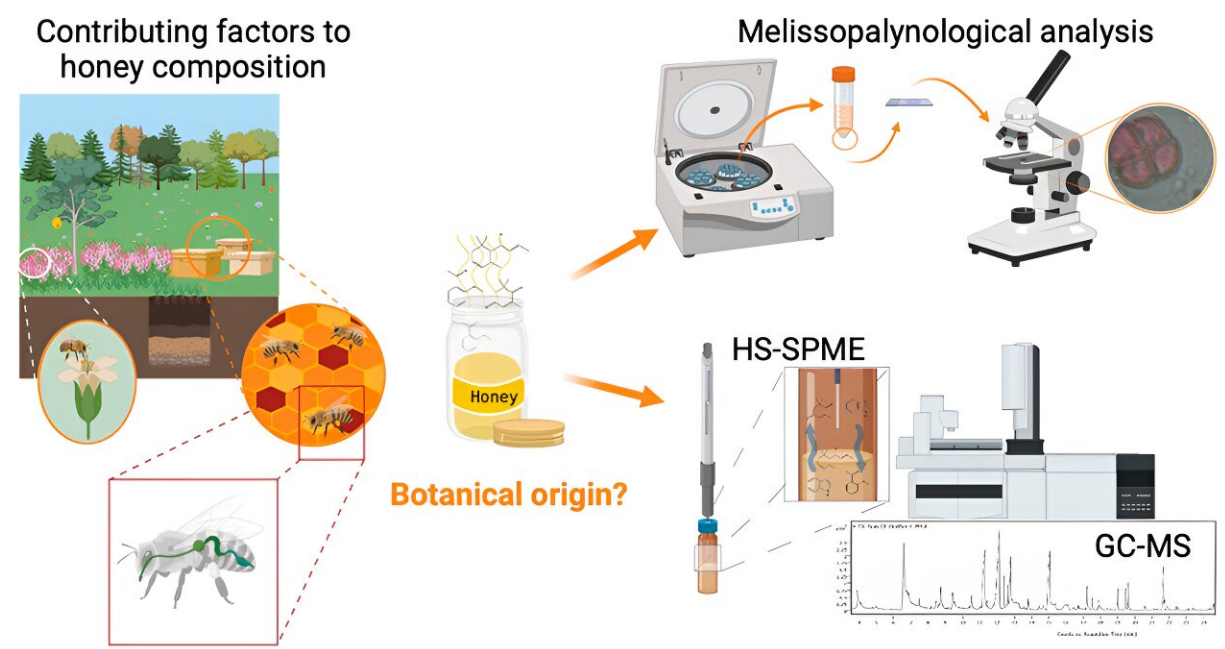 Contributing factors to
honey composition
Melissopalynological analysis
Honey
Botanical origin?
HS-SPME
GC-MS